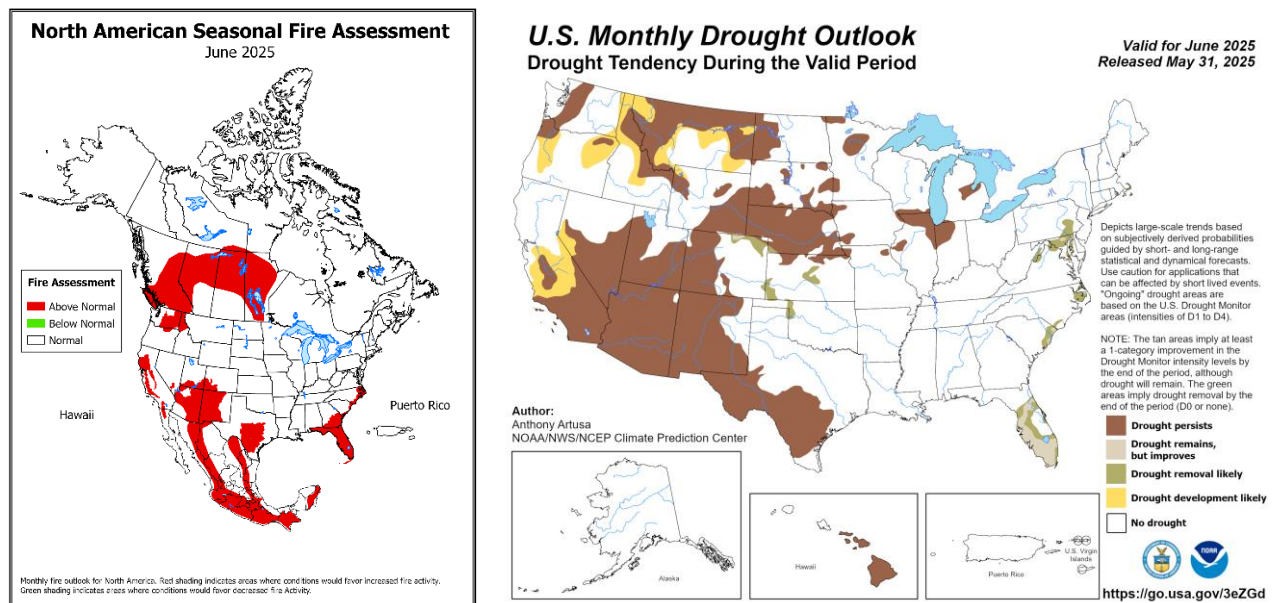 North American Seasonal Fire Assessment
June 2025
Fire Assessment
Above Normal
Below Normal
Normal
Hawaii
Puerto Rico
Monthly fire outlook for North America. Red shading indicates areas where conditions would favor increased fire activity.
Green shading indicates areas where conditions would favor decreased fire Activity.
U.S. Monthly Drought Outlook
Drought Tendency During the Valid Period
Valid for June 2025
Released May 31, 2025
Depicts large-scale trends based
on subjectively derived probabilities
guided by short- and long-range
statistical and dynamical forecasts.
Use caution for applications that
can be affected by short lived events.
"Ongoing" drought areas are
based on the U.S. Drought Monitor
areas (intensities of D1 to D4).
NOTE: The tan areas imply at least
a 1-category improvement in the
Drought Monitor intensity levels by
the end of the period, although
drought will remain. The green
areas imply drought removal by the
end of the period (D0 or none).
Author:
Anthony Artusa
NOAA/NWS/NCEP Climate Prediction Center
Drought persists
Drought remains,
but improves
Drought removal likely
Drought development likely
No drought
Alaska
Hawaii
Puerto Rico
U.S. Virgin
Islands
NOAA
https://go.usa.gov/3eZGd